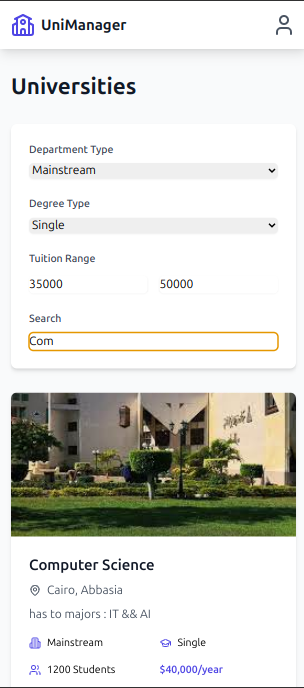 UniManager
Universities
Department Type
Mainstream
Degree Type
Single
Tuition Range
35000 50000
Search
Com
Computer Science
Cairo, Abbasia
has to majors : IT && AI
Mainstream Single
1200 Students $40,000/year